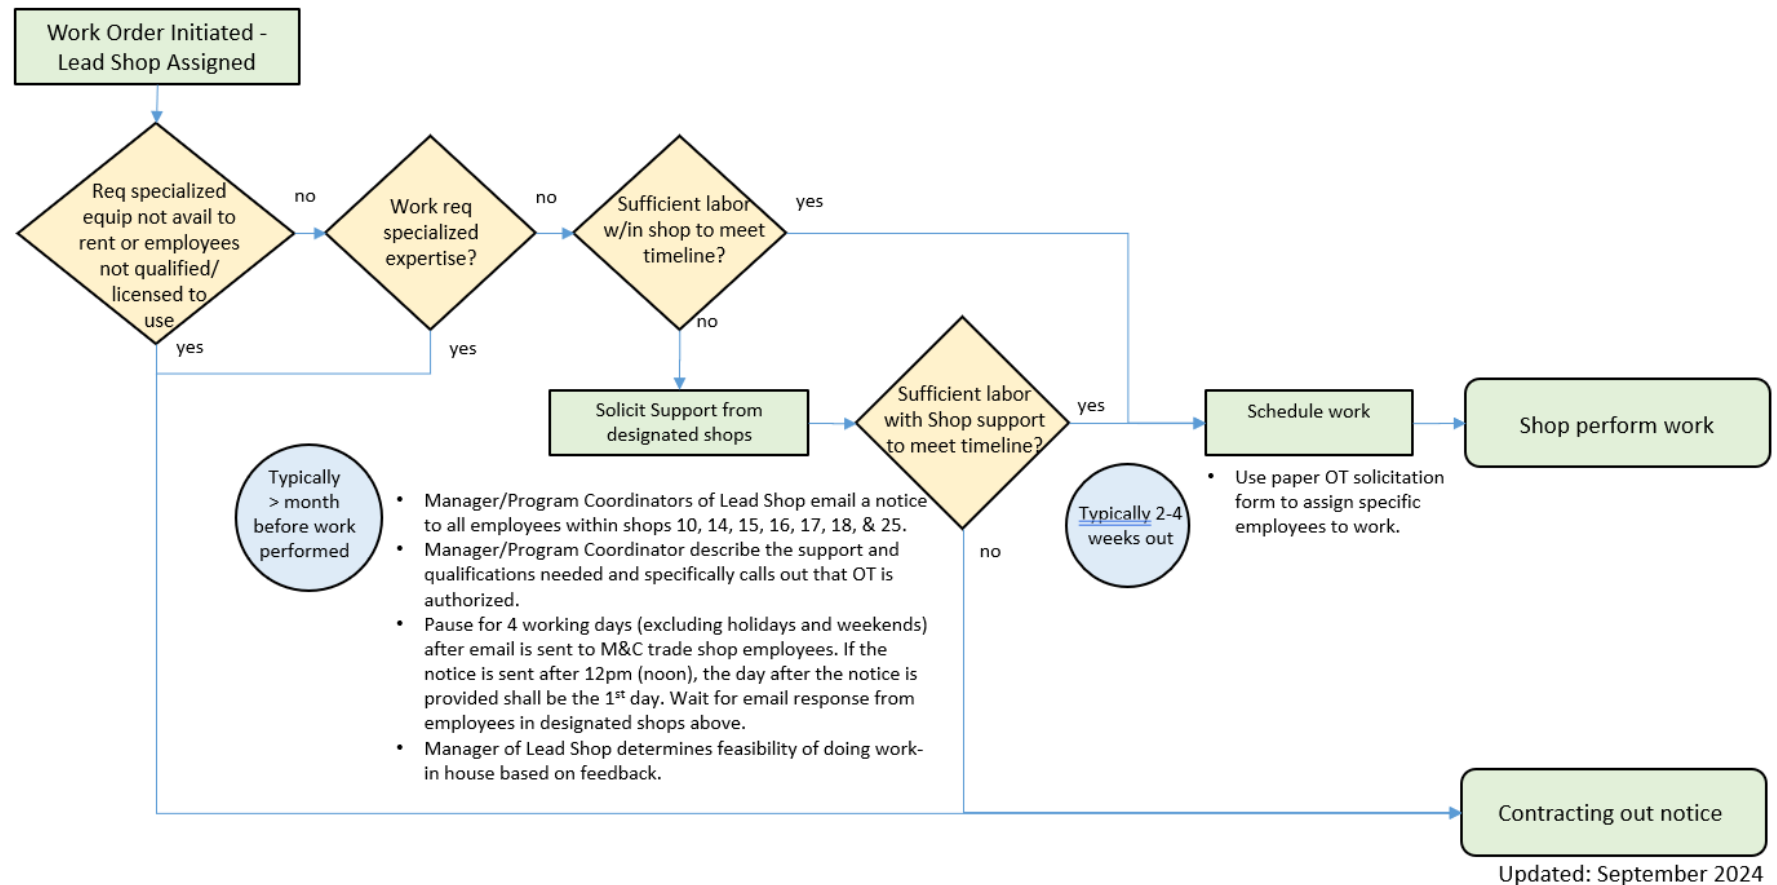 Work Order Initiated -
Lead Shop Assigned
Req specialized
equip not avail to
rent or employees
not qualified/
licensed to
use
no
yes
Work req
specialized
expertise?
no
yes
Sufficient labor
w/in shop to meet
timeline?
yes
no
Solicit Support from
designated shops
Sufficient labor
with Shop support
to meet timeline?
yes
no
Schedule work
Shop perform work
Typically
> month
before work
performed
• Manager/Program Coordinators of Lead Shop email a notice
to all employees within shops 10, 14, 15, 16, 17, 18, & 25.
• Manager/Program Coordinator describe the support and
qualifications needed and specifically calls out that OT is
authorized.
• Pause for 4 working days (excluding holidays and weekends)
after email is sent to M&C trade shop employees. If the
notice is sent after 12pm (noon), the day after the notice is
provided shall be the 1st day. Wait for email response from
employees in designated shops above.
• Manager of Lead Shop determines feasibility of doing work-
in house based on feedback.
Typically 2-4
weeks out
• Use paper OT solicitation
form to assign specific
employees to work.
Contracting out notice
Updated: September 2024